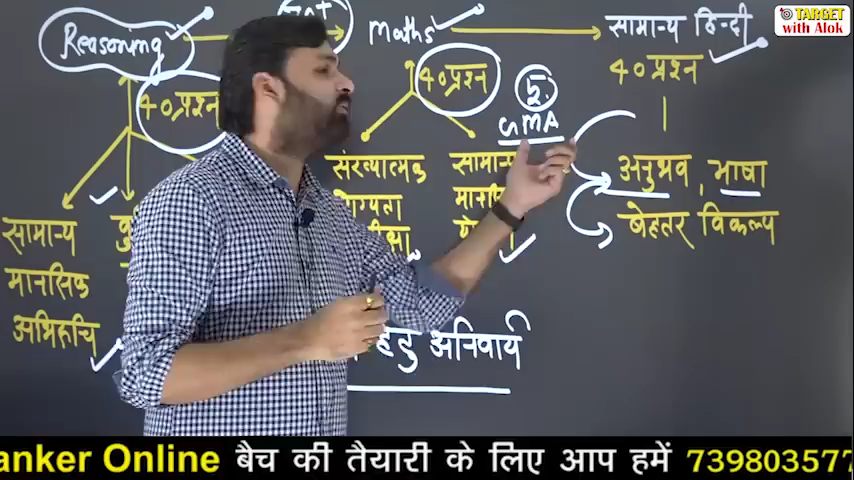 Reasoning
40 प्रश्न
Maths
40 प्रश्न
5.
सामान्य हिन्दी
40 प्रश्न
TARGET
with Alok
सामान्य
मानसिक
अभिरुचि
संख्यात्मक
योग्यता
सामान्य
अनुभव, भाषा
बेहतर विकल्प
अनिवार्य
anker Online बैच की तैयारी के लिए आप हमें 739803577